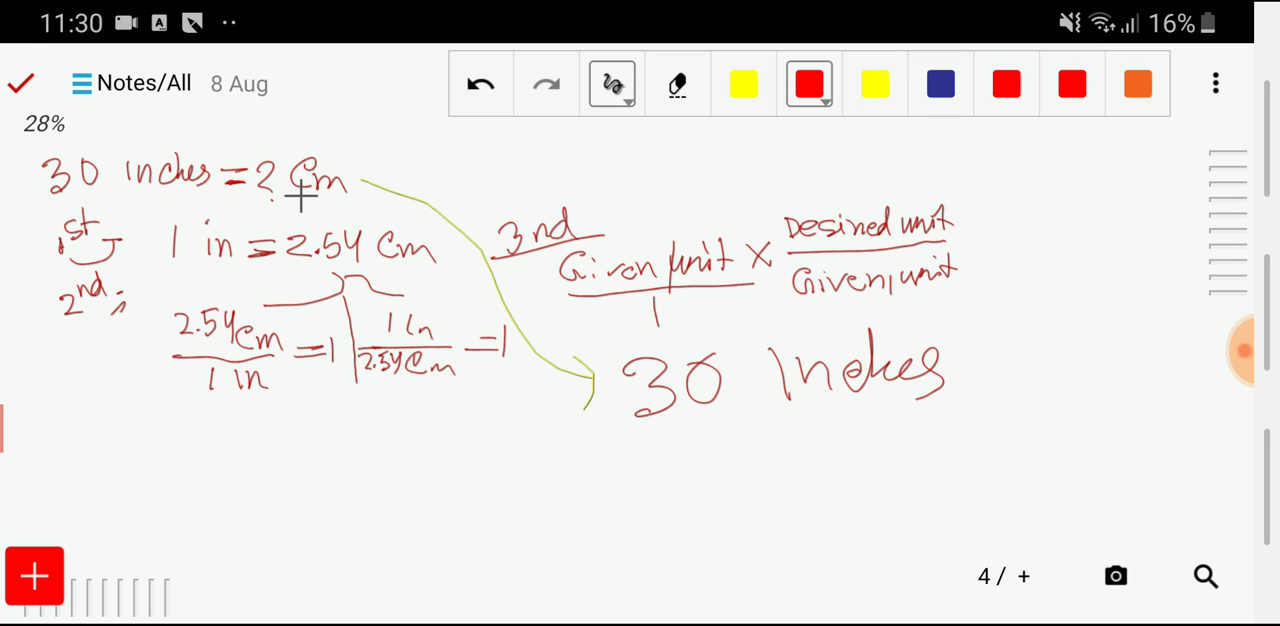 11:30 A 16%
Notes/All 8 Aug
28%
30 inches = ? Cm
1st 1 in = 2.54 Cm
2nd:
2.54 Cm / 1 in = 1 | 1 in / 2.54 Cm = 1
3rd
Given unit / 1 × Desired unit / Given unit
30 Inches
4 / +